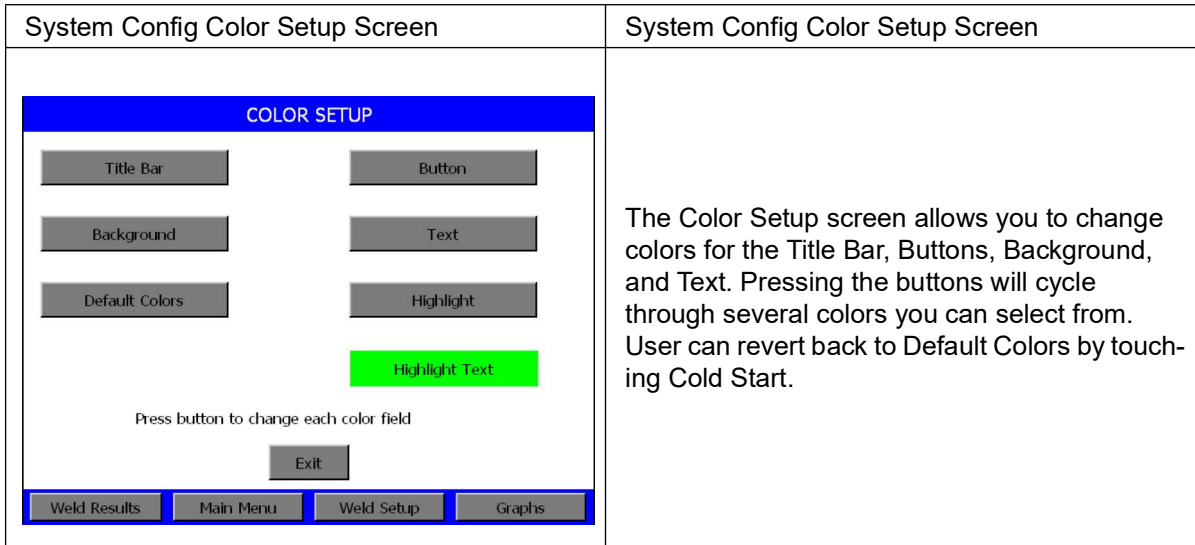 System Config Color Setup Screen
System Config Color Setup Screen
COLOR SETUP
Title Bar
Button
Background
Text
Default Colors
Highlight
Highlight Text
Press button to change each color field
Exit
Weld Results
Main Menu
Weld Setup
Graphs
The Color Setup screen allows you to change
colors for the Title Bar, Buttons, Background,
and Text. Pressing the buttons will cycle
through several colors you can select from.
User can revert back to Default Colors by touch-
ing Cold Start.